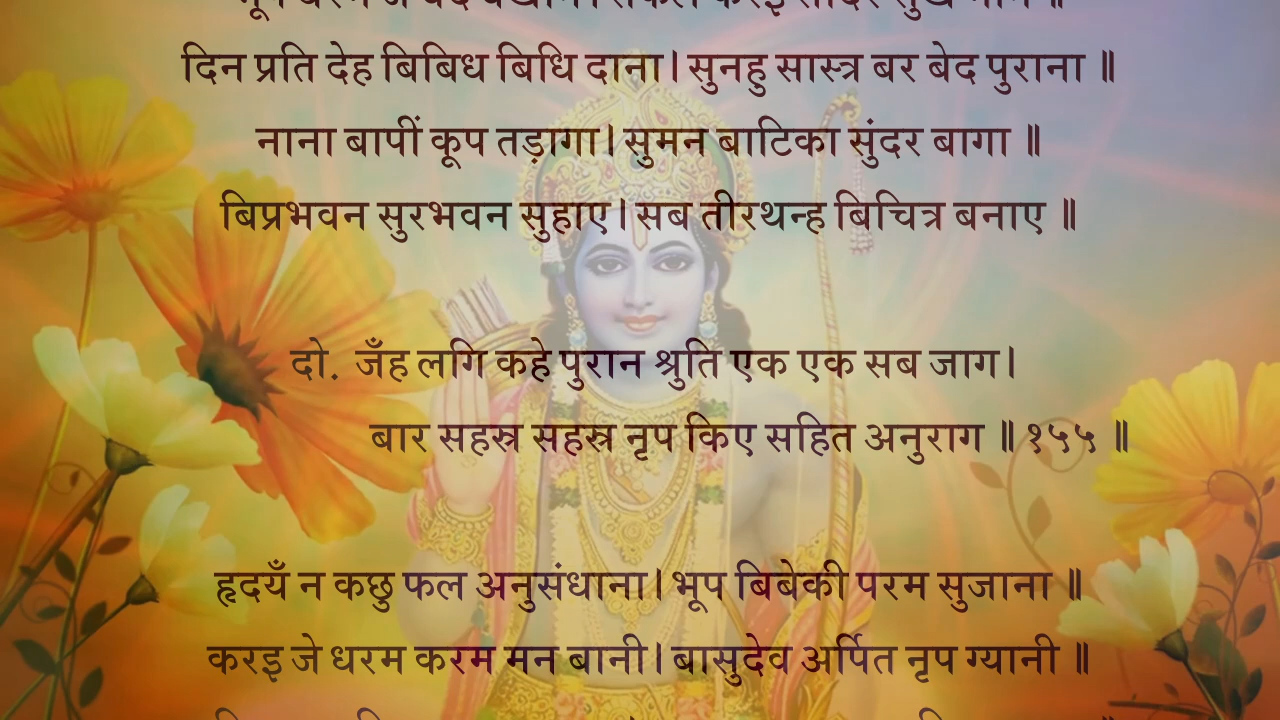 दिन प्रति देह बिबिध बिधि दाना। सुनहु सास्त्र बर बेद पुराना ॥
नाना बापीं कूप तड़ागा। सुमन बाटिका सुंदर बागा ॥
बिप्रभवन सुरभवन सुहाए। सब तीरथन्ह बिचित्र बनाए ॥
दो. जँह लगि कहे पुरान श्रुति एक एक सब जाग।
बार सहस्र सहस्र नृप किए सहित अनुराग ॥ १५५ ॥
हृदयँ न कछु फल अनुसंधाना। भूप बिबेकी परम सुजाना ॥
करइ जे धरम करम मन बानी। बासुदेव अर्पित नृप ग्यानी ॥